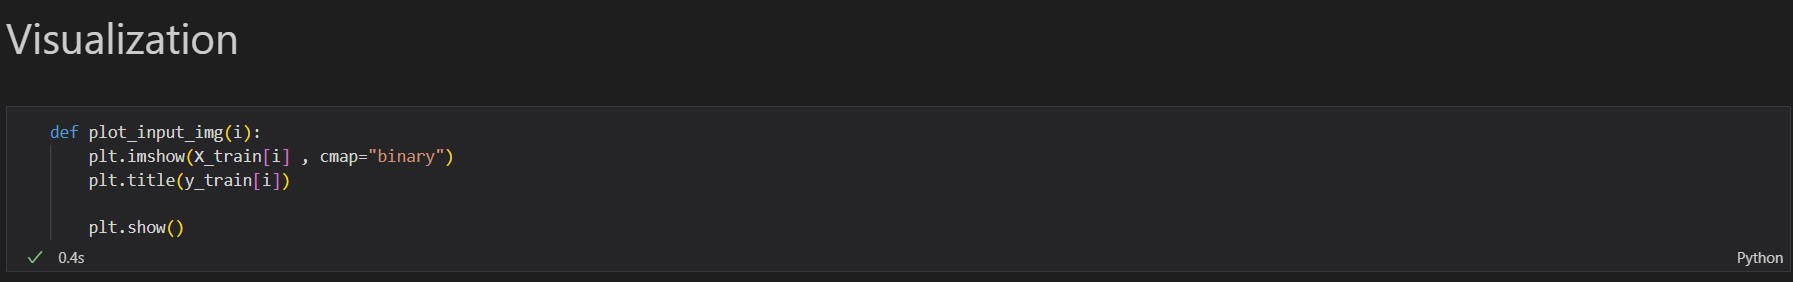 Visualization
def plot_input_img(i):
    plt.imshow(X_train[i] , cmap="binary")
    plt.title(y_train[i])
    plt.show()
0.4s
Python